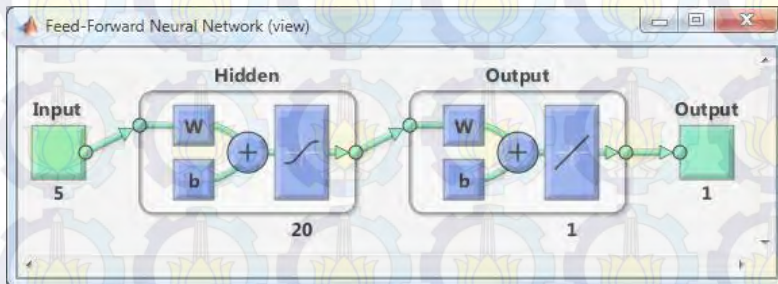 Feed-Forward Neural Network (view)
Hidden
Output
Input
Output
W
W
b
b
5
1
20
1